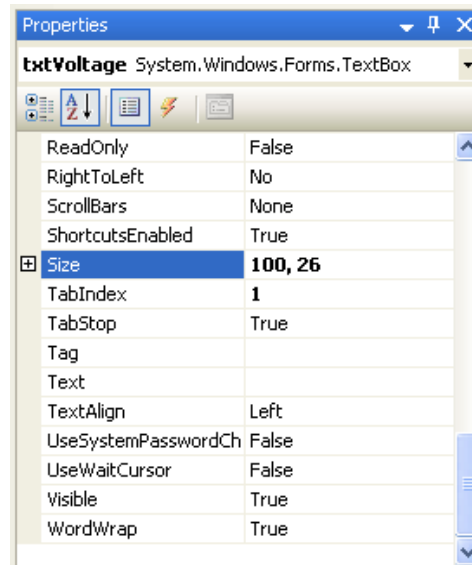 Properties
txtVoltage System.Windows.Forms.TextBox
ReadOnly False
RightToLeft No
ScrollBars None
ShortcutsEnabled True
Size 100, 26
TabIndex 1
TabStop True
Tag
Text
TextAlign Left
UseSystemPasswordCh False
UseWaitCursor False
Visible True
WordWrap True